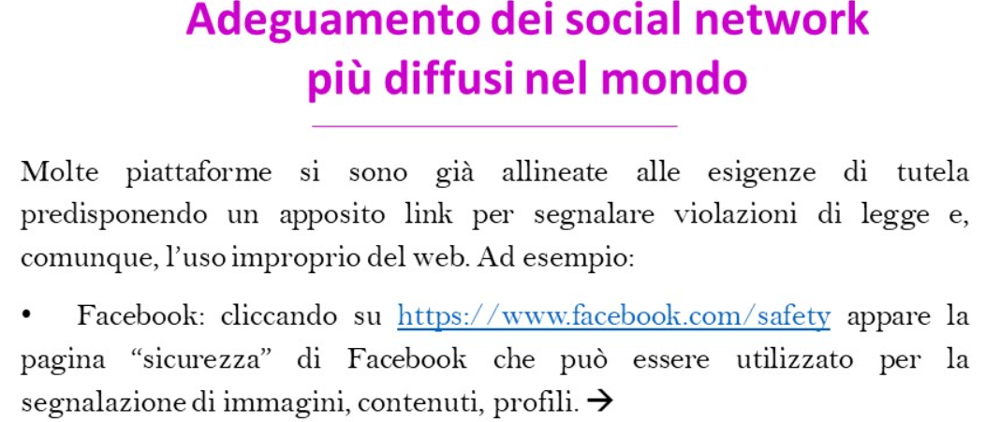 Adeguamento dei social network
più diffusi nel mondo
Molte piattaforme si sono già allineate alle esigenze di tutela
predisponendo un apposito link per segnalare violazioni di legge e,
comunque, l’uso improprio del web. Ad esempio:
• Facebook: cliccando su https://www.facebook.com/safety appare la
pagina “sicurezza” di Facebook che può essere utilizzato per la
segnalazione di immagini, contenuti, profili. →